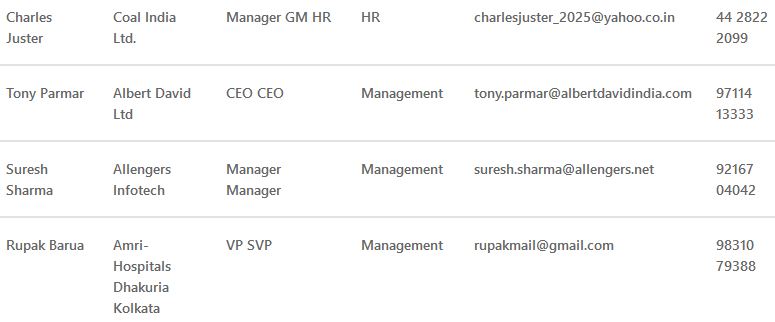 Charles Coal India Manager GM HR HR charlesjuster_2025@yahoo.co.in 44 2822
Juster Ltd. 2099
Tony Parmar Albert David CEO CEO Management tony.parmar@albertdavidindia.com 97114
Ltd 13333
Suresh Allengers Manager Management suresh.sharma@allengers.net 92167
Sharma Infotech Manager 04042
Rupak Barua Amri- VP SVP Management rupakmail@gmail.com 98310
Hospitals 79388
Dhakuria
Kolkata